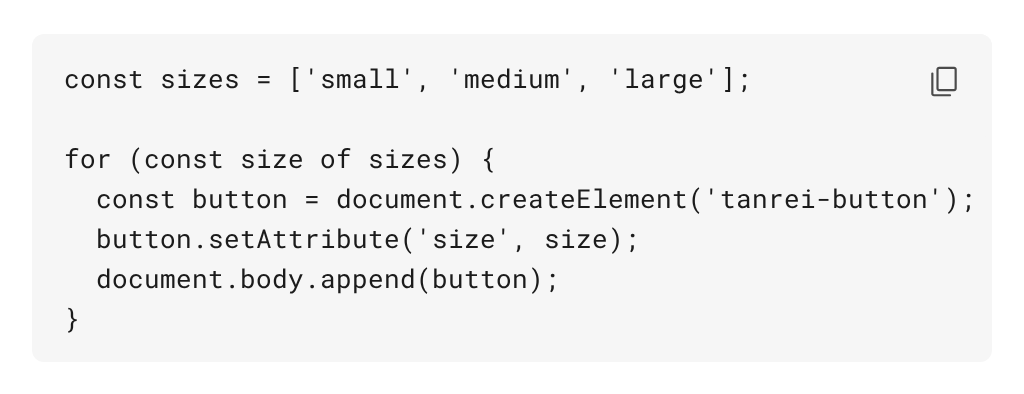 const sizes = ['small', 'medium', 'large'];

for (const size of sizes) {
  const button = document.createElement('tanrei-button');
  button.setAttribute('size', size);
  document.body.append(button);
}